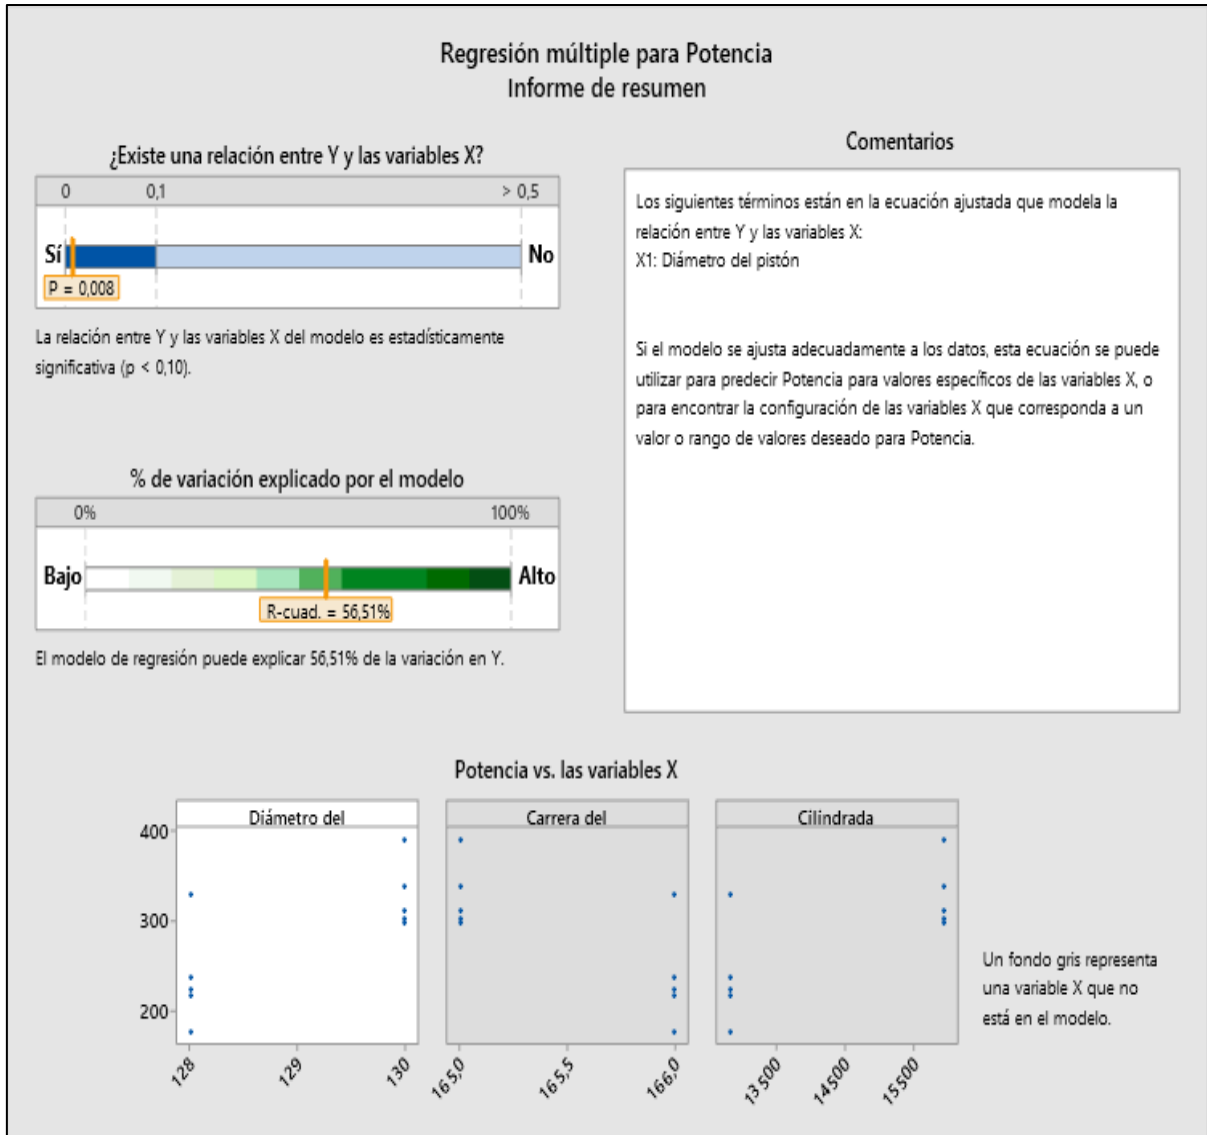 Regresión múltiple para Potencia
Informe de resumen
¿Existe una relación entre Y y las variables X?
0 0,1 > 0,5
Sí No
P = 0,008
La relación entre Y y las variables X del modelo es estadísticamente
significativa (p < 0,10).
% de variación explicado por el modelo
0% 100%
Bajo Alto
R-cuad. = 56,51%
El modelo de regresión puede explicar 56,51% de la variación en Y.
Comentarios
Los siguientes términos están en la ecuación ajustada que modela la
relación entre Y y las variables X:
X1: Diámetro del pistón
Si el modelo se ajusta adecuadamente a los datos, esta ecuación se puede
utilizar para predecir Potencia para valores específicos de las variables X, o
para encontrar la configuración de las variables X que corresponda a un
valor o rango de valores deseado para Potencia.
Potencia vs. las variables X
Diámetro del Carrera del Cilindrada
400
300
200
128 129 130 165,0 165,5 166,0 13500 14500 15500
Un fondo gris representa
una variable X que no
está en el modelo.